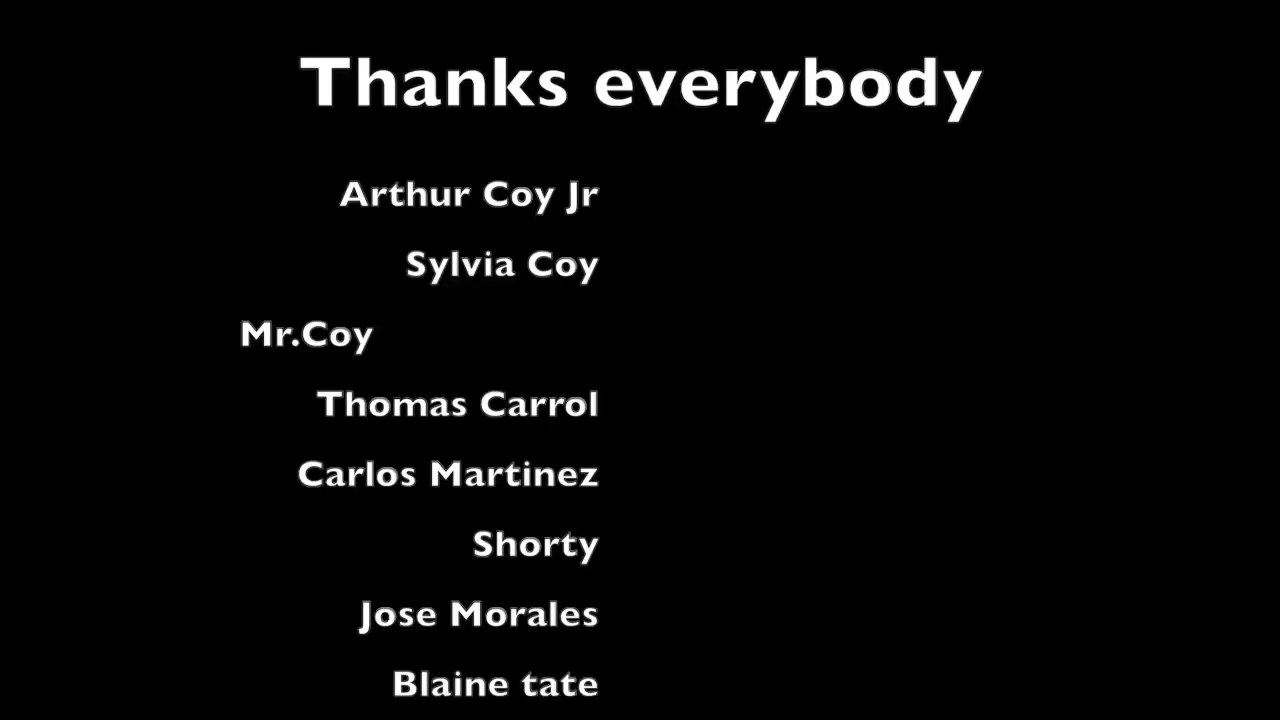 Thanks everybody
Arthur Coy Jr
Sylvia Coy
Mr.Coy
Thomas Carrol
Carlos Martinez
Shorty
Jose Morales
Blaine tate